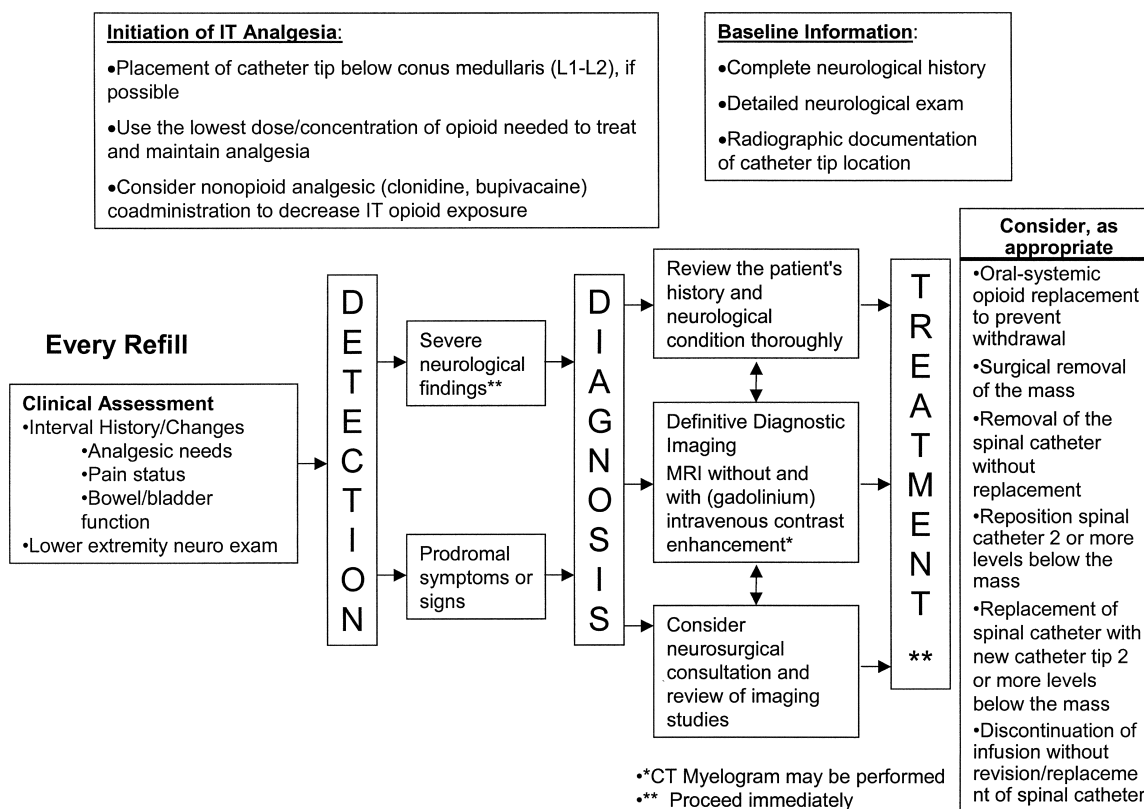 Initiation of IT Analgesia:
•Placement of catheter tip below conus medullaris (L1-L2), if
possible
•Use the lowest dose/concentration of opioid needed to treat
and maintain analgesia
•Consider nonopioid analgesic (clonidine, bupivacaine)
coadministration to decrease IT opioid exposure
Baseline Information:
•Complete neurological history
•Detailed neurological exam
•Radiographic documentation
of catheter tip location
Every Refill
Clinical Assessment
•Interval History/Changes
•Analgesic needs
•Pain status
•Bowel/bladder
function
•Lower extremity neuro exam
DETECTION
Severe
neurological
findings**
Prodromal
symptoms or
signs
DIAGNOSIS
Review the patient's
history and
neurological
condition thoroughly
Definitive Diagnostic
Imaging
MRI without and
with (gadolinium)
intravenous contrast
enhancement*
Consider
neurosurgical
consultation and
review of imaging
studies
TREATMENT
**
Consider, as
appropriate
•Oral-systemic
opioid replacement
to prevent
withdrawal
•Surgical removal
of the mass
•Removal of the
spinal catheter
without
replacement
•Reposition spinal
catheter 2 or more
levels below the
mass
•Replacement of
spinal catheter with
new catheter tip 2
or more levels
below the mass
•Discontinuation of
infusion without
revision/replaceme
nt of spinal catheter
•*CT Myelogram may be performed
•** Proceed immediately